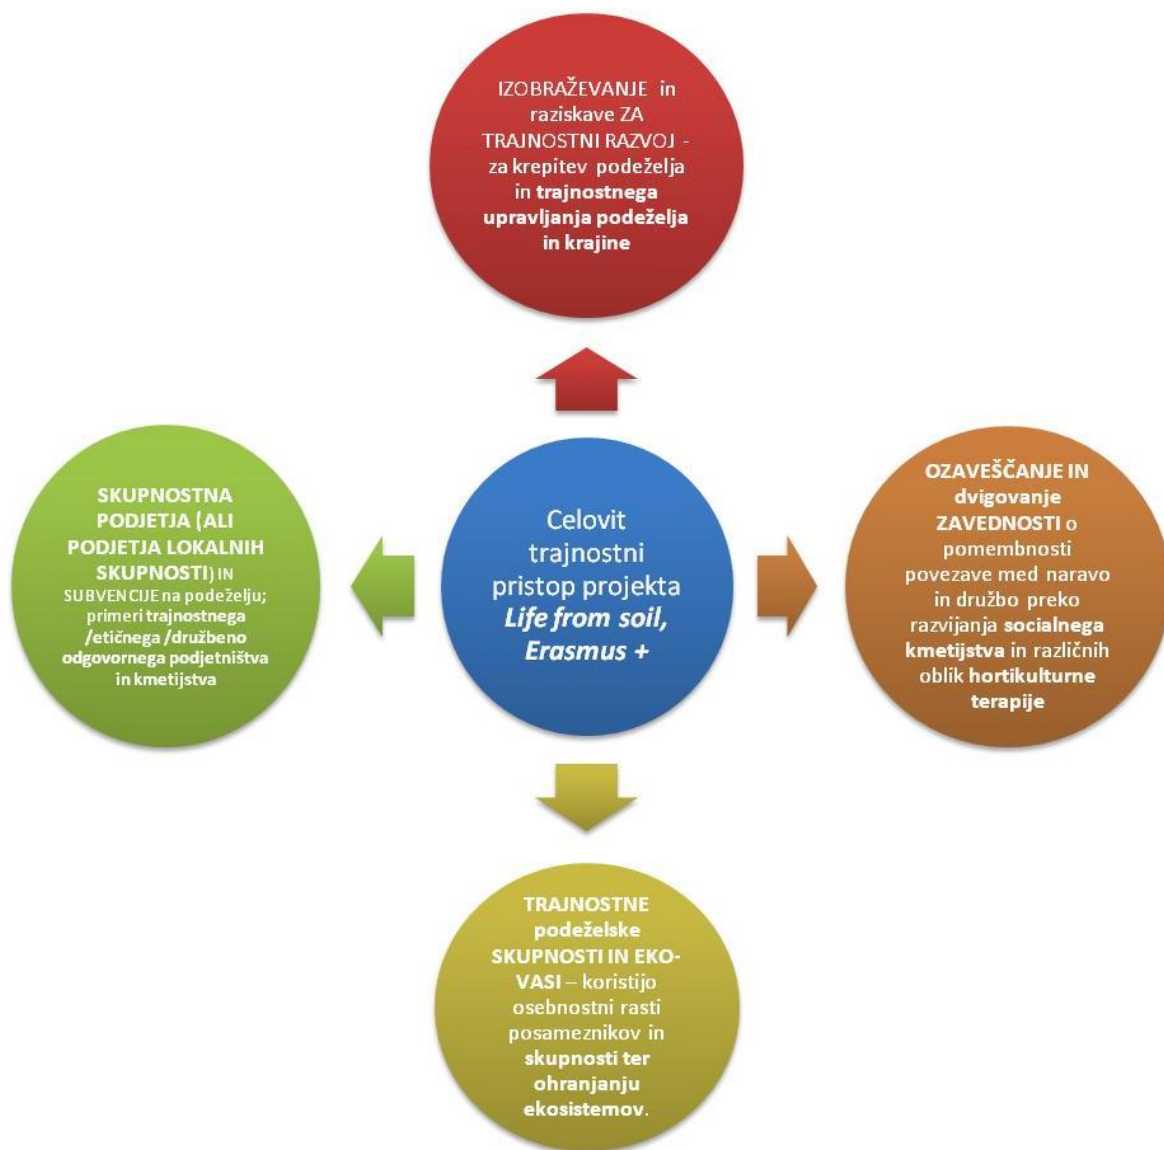 IZOBRAŽEVANJE in
raziskave ZA
TRAJNOSTNI RAZVOJ -
za krepitev podeželja
in trajnostnega
upravljanja podeželja
in krajine
SKUPNOSTNA
PODJETJA (ALI
PODJETJA LOKALNIH
SKUPNOSTI) IN
SUBVENCIJE na podeželju;
primeri trajnostnega
/etičnega /družbeno
odgovornega podjetništva
in kmetijstva
Celovit
trajnostni
pristop projekta
Life from soil,
Erasmus +
OZAVEŠČANJE IN
dvigovanje
ZAVEDNOSTI o
pomembnosti
povezave med naravo
in družbo preko
razvijanja socialnega
kmetijstva in različnih
oblik hortikulturne
terapije
TRAJNOSTNE
podeželske
SKUPNOSTI IN EKO-
VASI – koristijo
osebnostni rasti
posameznikov in
skupnosti ter
ohranjanju
ekosistemov.